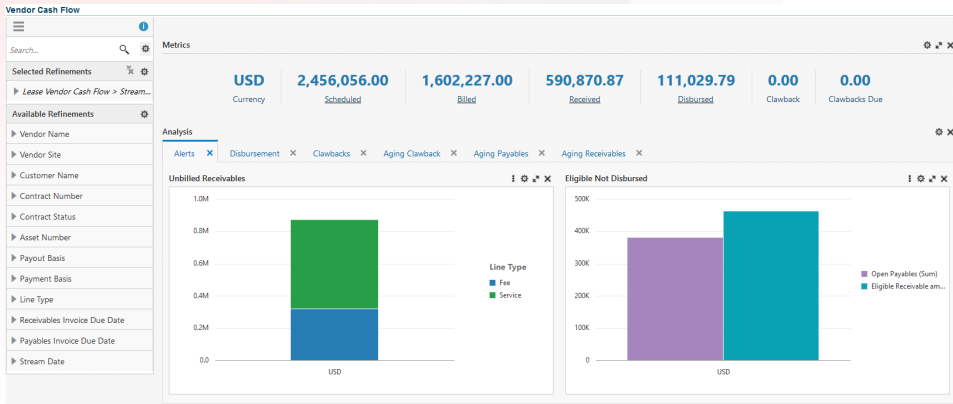 Vendor Cash Flow
Search...
Selected Refinements
Lease Vendor Cash Flow > Stream...
Available Refinements
Vendor Name
Vendor Site
Customer Name
Contract Number
Contract Status
Asset Number
Payout Basis
Payment Basis
Line Type
Receivables Invoice Due Date
Payables Invoice Due Date
Stream Date
Metrics
USD 2,456,056.00 1,602,227.00 590,870.87 111,029.79 0.00 0.00
Currency Scheduled Billed Received Disbursed Clawback Clawbacks Due
Analysis
Alerts Disbursement Clawbacks Aging Clawback Aging Payables Aging Receivables
Unbilled Receivables
1.0M
0.8M
0.6M
0.4M
0.2M
0.0
USD
Line Type
Fee
Service
Eligible Not Disbursed
500K
400K
300K
200K
100K
0
USD
Open Payables (Sum)
Eligible Receivable am...